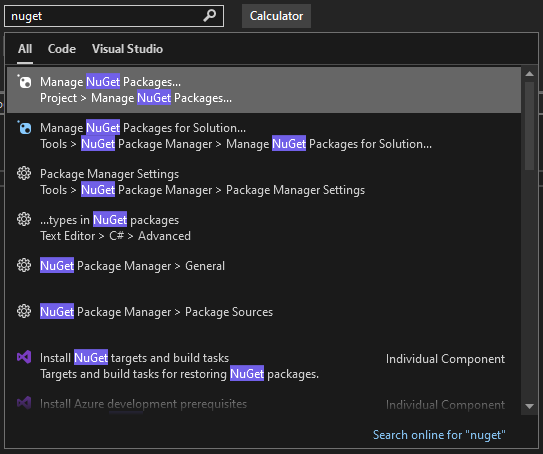 nuget
Calculator
All Code Visual Studio
Manage NuGet Packages...
Project > Manage NuGet Packages...
Manage NuGet Packages for Solution...
Tools > NuGet Package Manager > Manage NuGet Packages for Solution...
Package Manager Settings
Tools > NuGet Package Manager > Package Manager Settings
...types in NuGet packages
Text Editor > C# > Advanced
NuGet Package Manager > General
NuGet Package Manager > Package Sources
Install NuGet targets and build tasks Individual Component
Targets and build tasks for restoring NuGet packages.
Install Azure development prerequisites Individual Component
Search online for "nuget"